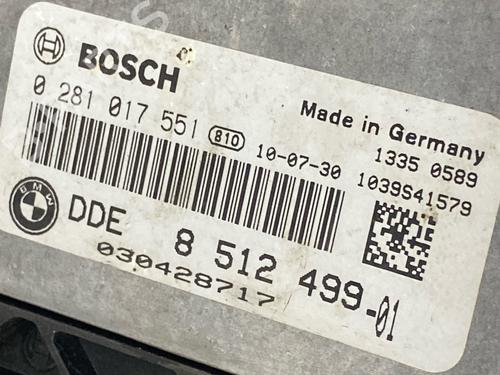 BOSCH
0 281 017 551 810 10-07-30
Made in Germany
1335 0589
1039S41579
BMW
DDE 8 512 499-01
030428717